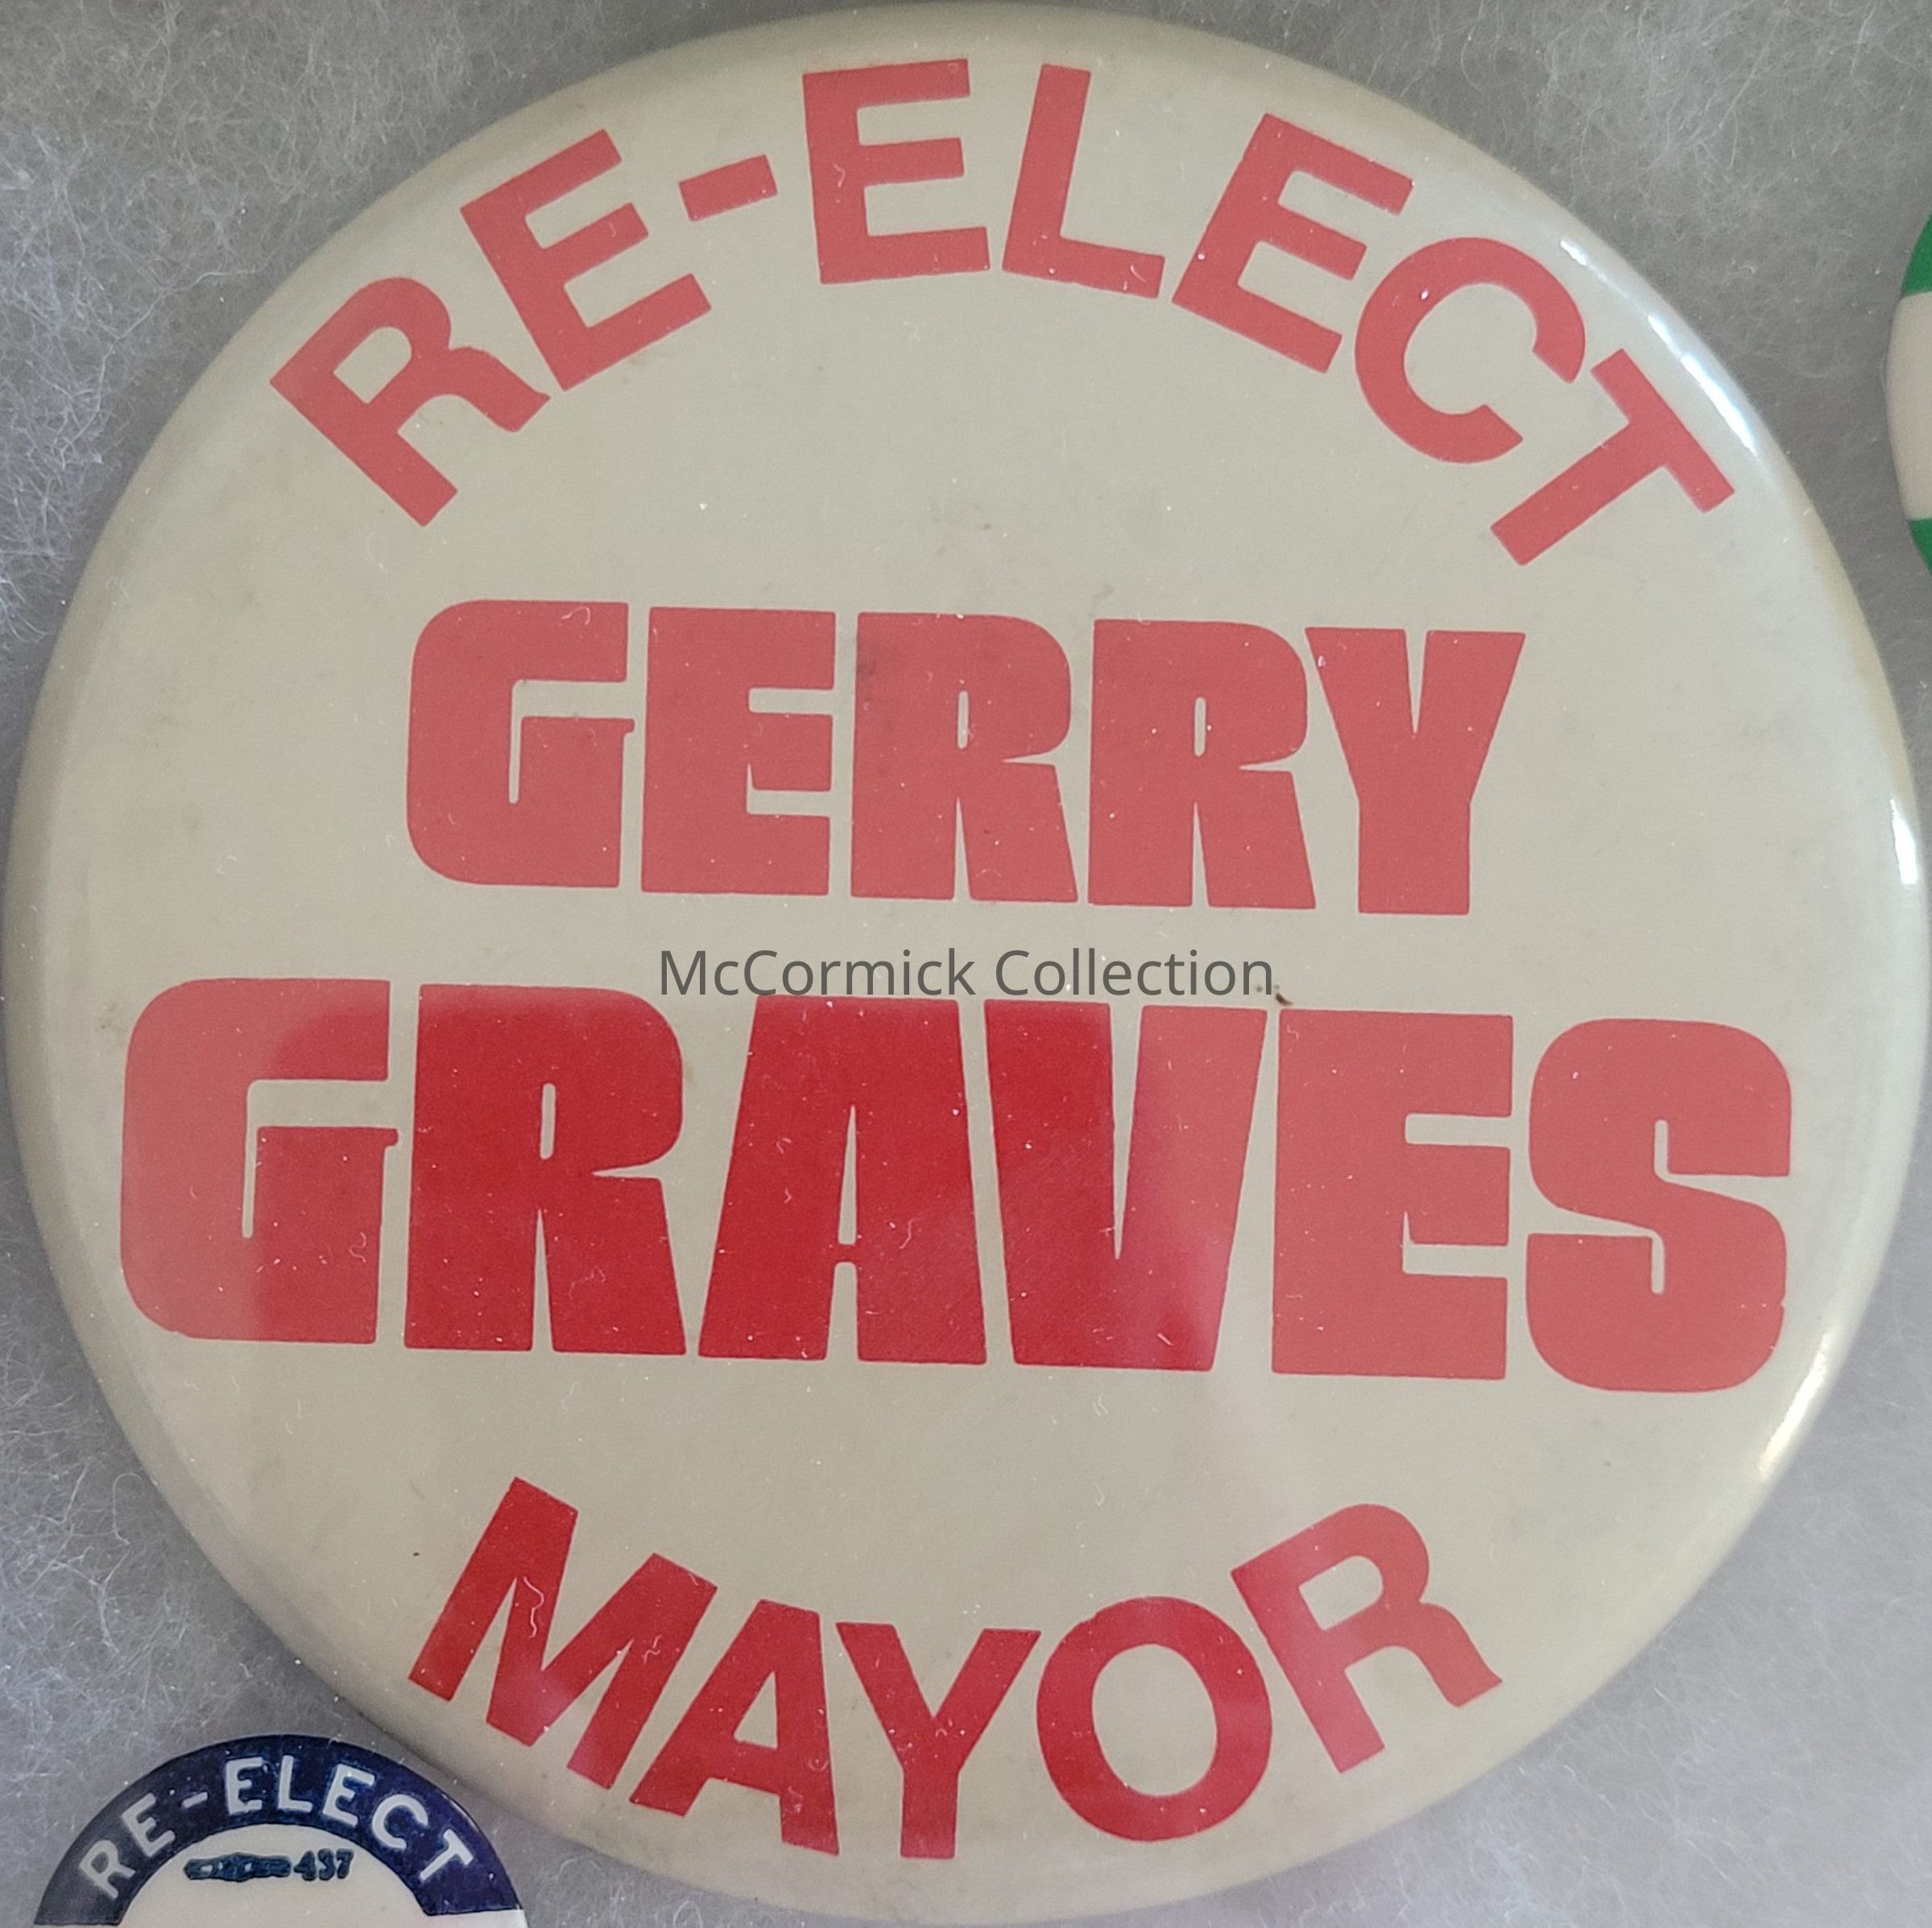 RE-ELECT
GERRY
McCormick Collection
GRAVES
MAYOR
RE-ELECT
437